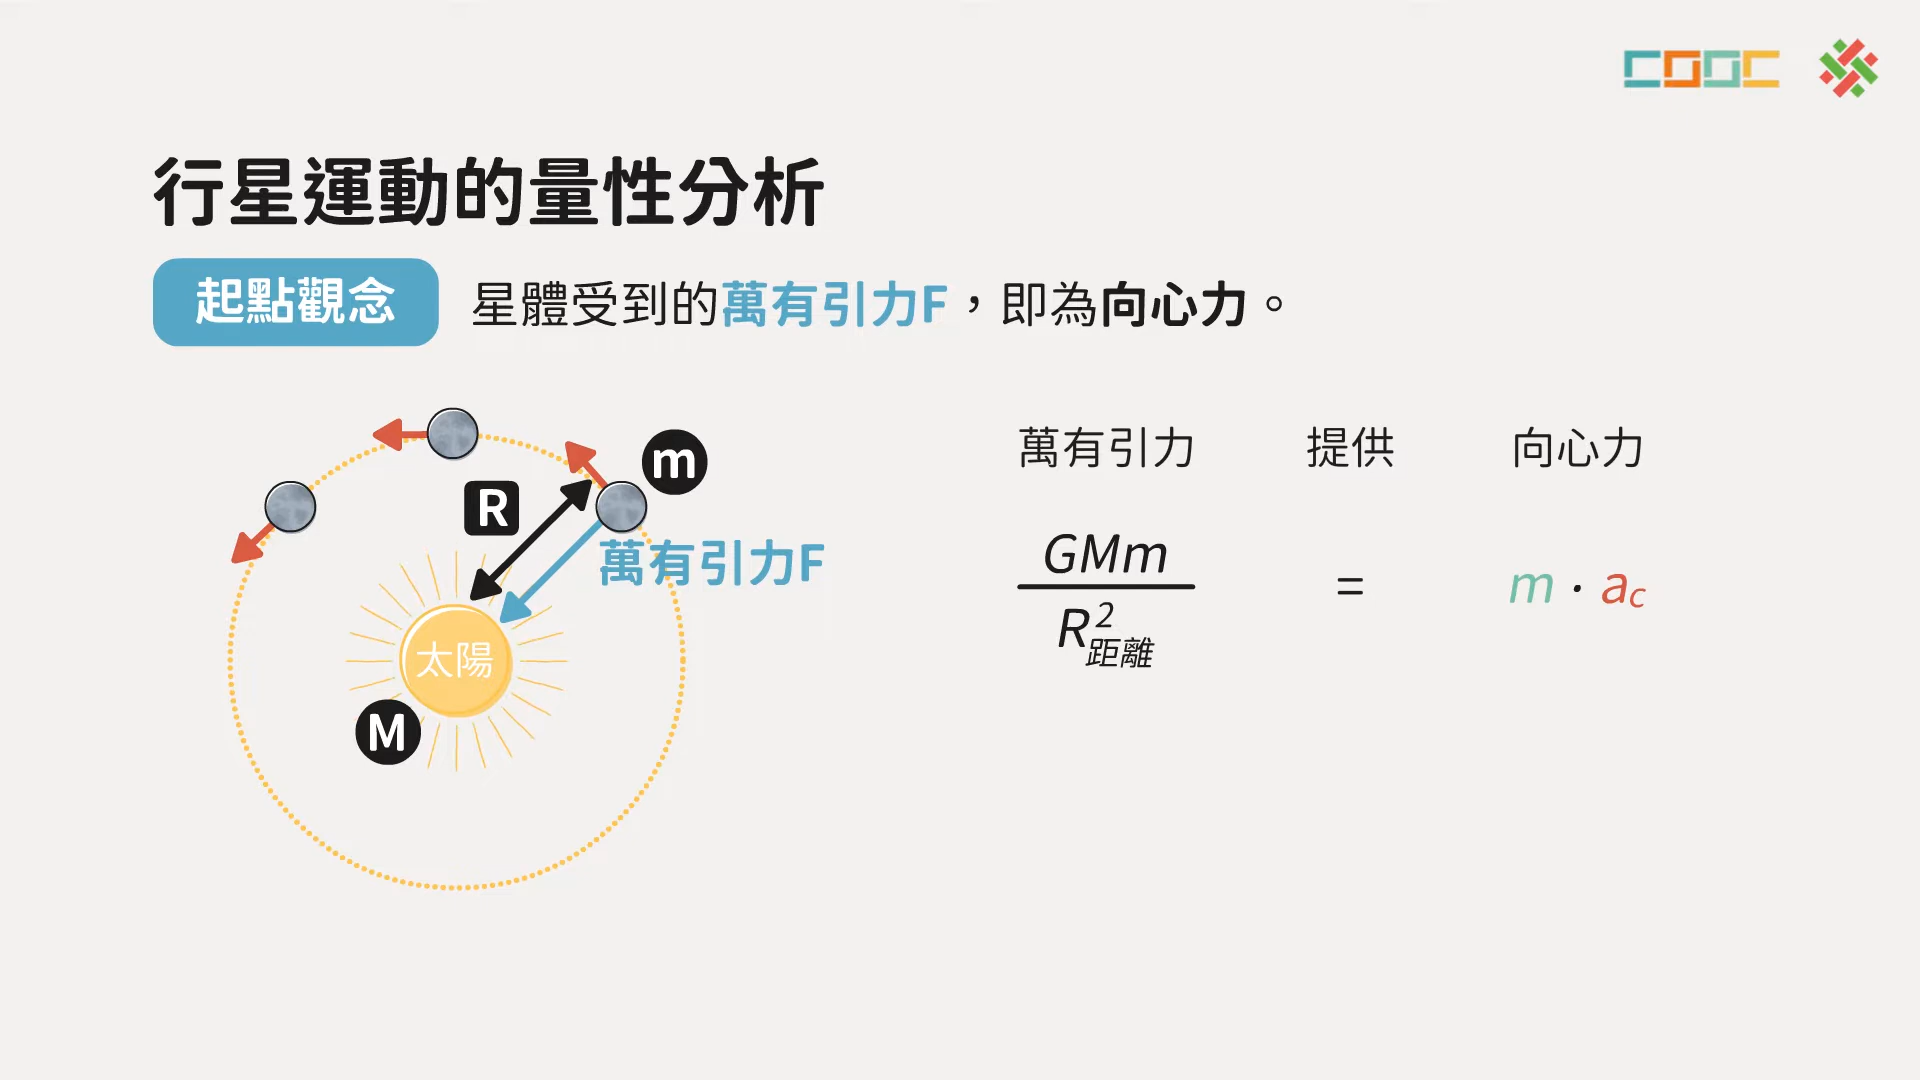 COOC
行星運動的量性分析
起點觀念 星體受到的萬有引力F，即為向心力。
萬有引力 提供 向心力
m
R
萬有引力F
GMm
= m · a_c
R²距離
太陽
M